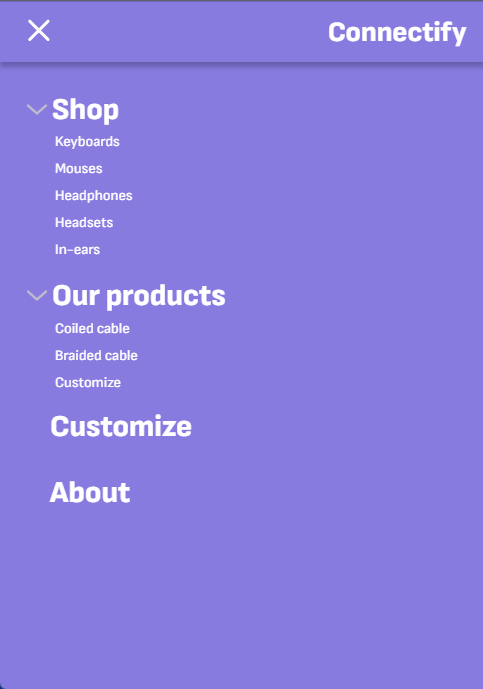 Connectify
Shop
Keyboards
Mouses
Headphones
Headsets
In-ears
Our products
Coiled cable
Braided cable
Customize
Customize
About